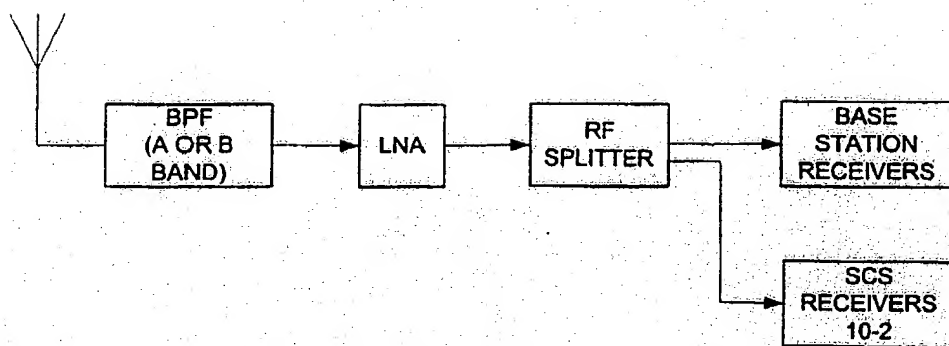 BPF
(A OR B
BAND)
LNA
RF
SPLITTER
BASE
STATION
RECEIVERS
SCS
RECEIVERS
10-2